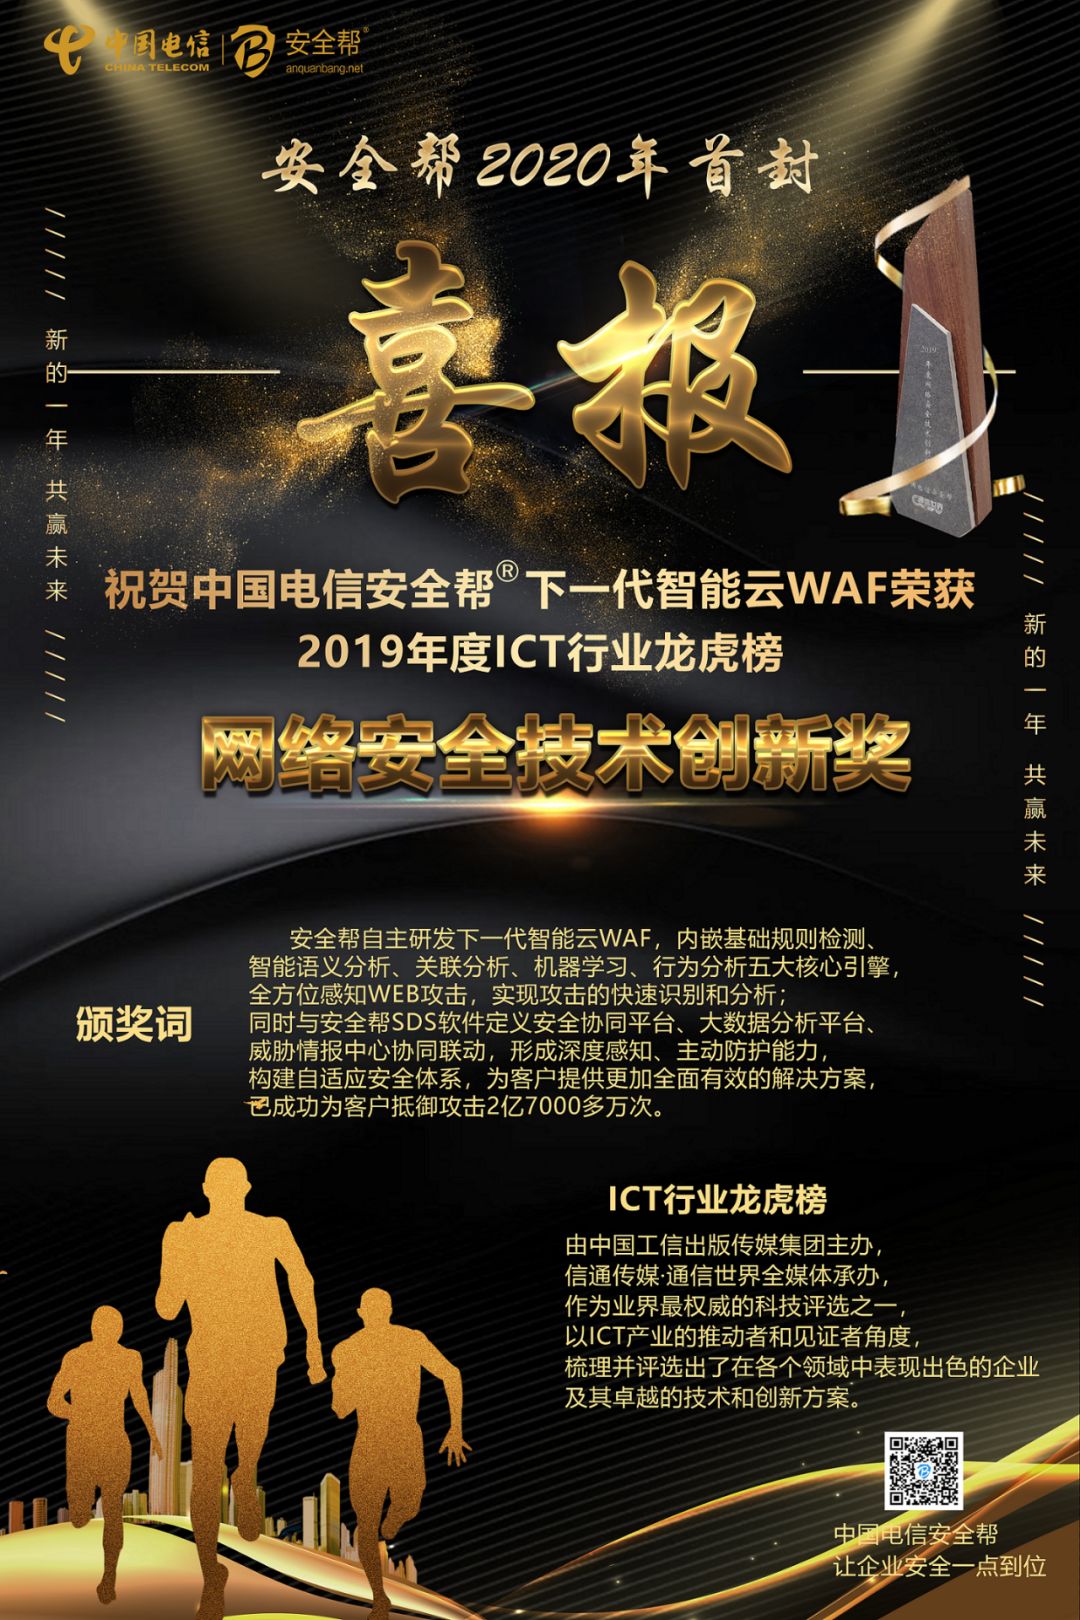 中国电信
CHINA TELECOM
安全帮®
anquanbang.net
安全帮2020年首封
喜报
新的一年 共赢未来
2019
祝贺中国电信安全帮®下一代智能云WAF荣获
2019年度ICT行业龙虎榜
网络安全技术创新奖
新的一年 共赢未来
颁奖词
安全帮自主研发下一代智能云WAF，内嵌基础规则检测、
智能语义分析、关联分析、机器学习、行为分析五大核心引擎，
全方位感知WEB攻击，实现攻击的快速识别和分析；
同时与安全帮SDS软件定义安全协同平台、大数据分析平台、
威胁情报中心协同联动，形成深度感知、主动防护能力，
构建自适应安全体系，为客户提供更加全面有效的解决方案，
已成功为客户抵御攻击2亿7000多万次。
ICT行业龙虎榜
由中国工信出版传媒集团主办，
信通传媒·通信世界全媒体承办，
作为业界最权威的科技评选之一，
以ICT产业的推动者和见证者角度，
梳理并评选出了在各个领域中表现出色的企业
及其卓越的技术和创新方案。
中国电信安全帮
让企业安全一点到位